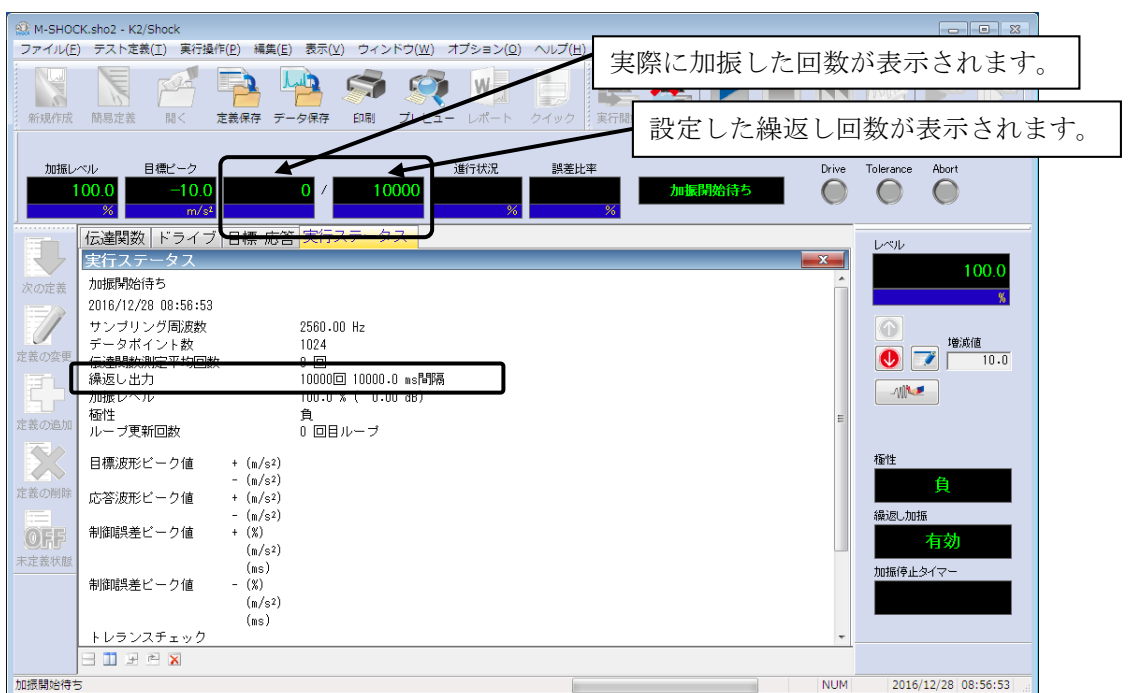 M-SHOCK.sho2 - K2/Shock
ファイル(F) テスト定義(T) 実行操作(P) 編集(E) 表示(V) ウィンドウ(W) オプション(O) ヘルプ(H)
実際に加振した回数が表示されます。
新規作成 簡易定義 開く 定義保存 データ保存 印刷 プレビュー レポート クイック 実行開
設定した繰返し回数が表示されます。
加振レベル 目標ピーク 進行状況 誤差比率 Drive Tolerance Abort
100.0 -10.0 0 / 10000 加振開始待ち
% m/s² % %
伝達関数 ドライブ 目標 応答 実行ステータス
実行ステータス
加振開始待ち
2016/12/28 08:56:53
サンプリング周波数 2560.00 Hz
データポイント数 1024
伝達関数測定平均回数 8 回
繰返し出力 10000回 10000.0 ms間隔
加振レベル 100.0 % ( 0.00 dB)
極性 負
ループ更新回数 0 回目ループ
目標波形ピーク値 + (m/s²)
- (m/s²)
応答波形ピーク値 + (m/s²)
- (m/s²)
制御誤差ピーク値 + (%)
(m/s²)
(ms)
制御誤差ピーク値 - (%)
(m/s²)
(ms)
トレランスチェック
次の定義
定義の変更
定義の追加
定義の削除
OFF
未定義状態
レベル
100.0
%
増減値
10.0
極性
負
繰返し加振
有効
加振停止タイマー
加振開始待ち NUM 2016/12/28 08:56:53